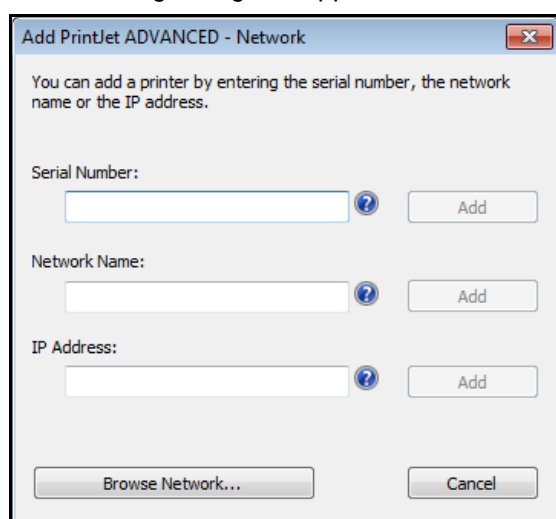 Add PrintJet ADVANCED - Network
You can add a printer by entering the serial number, the network
name or the IP address.
Serial Number:
Add
Network Name:
Add
IP Address:
Add
Browse Network...
Cancel